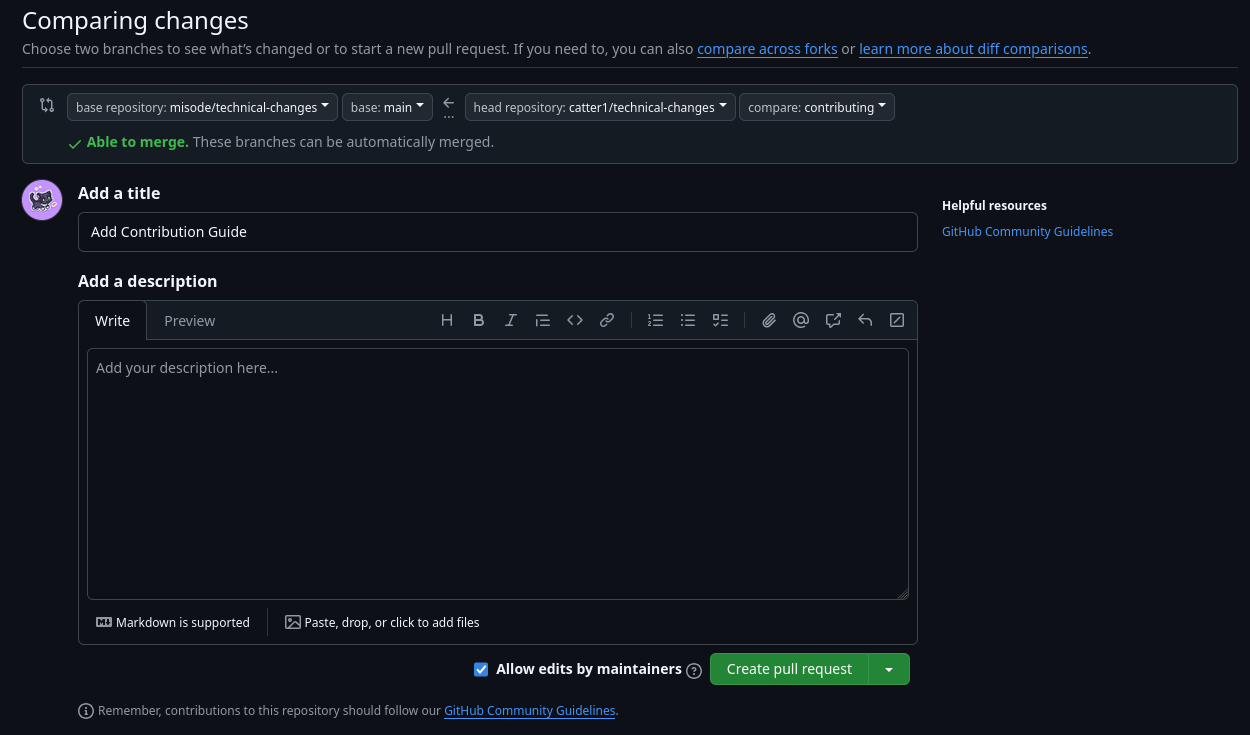 Comparing changes
Choose two branches to see what's changed or to start a new pull request. If you need to, you can also compare across forks or learn more about diff comparisons.
base repository: misode/technical-changes base: main ← ... head repository: catter1/technical-changes compare: contributing
Able to merge. These branches can be automatically merged.
Add a title
Helpful resources
Add Contribution Guide
GitHub Community Guidelines
Add a description
Write Preview
Add your description here...
Markdown is supported Paste, drop, or click to add files
Allow edits by maintainers Create pull request
Remember, contributions to this repository should follow our GitHub Community Guidelines.